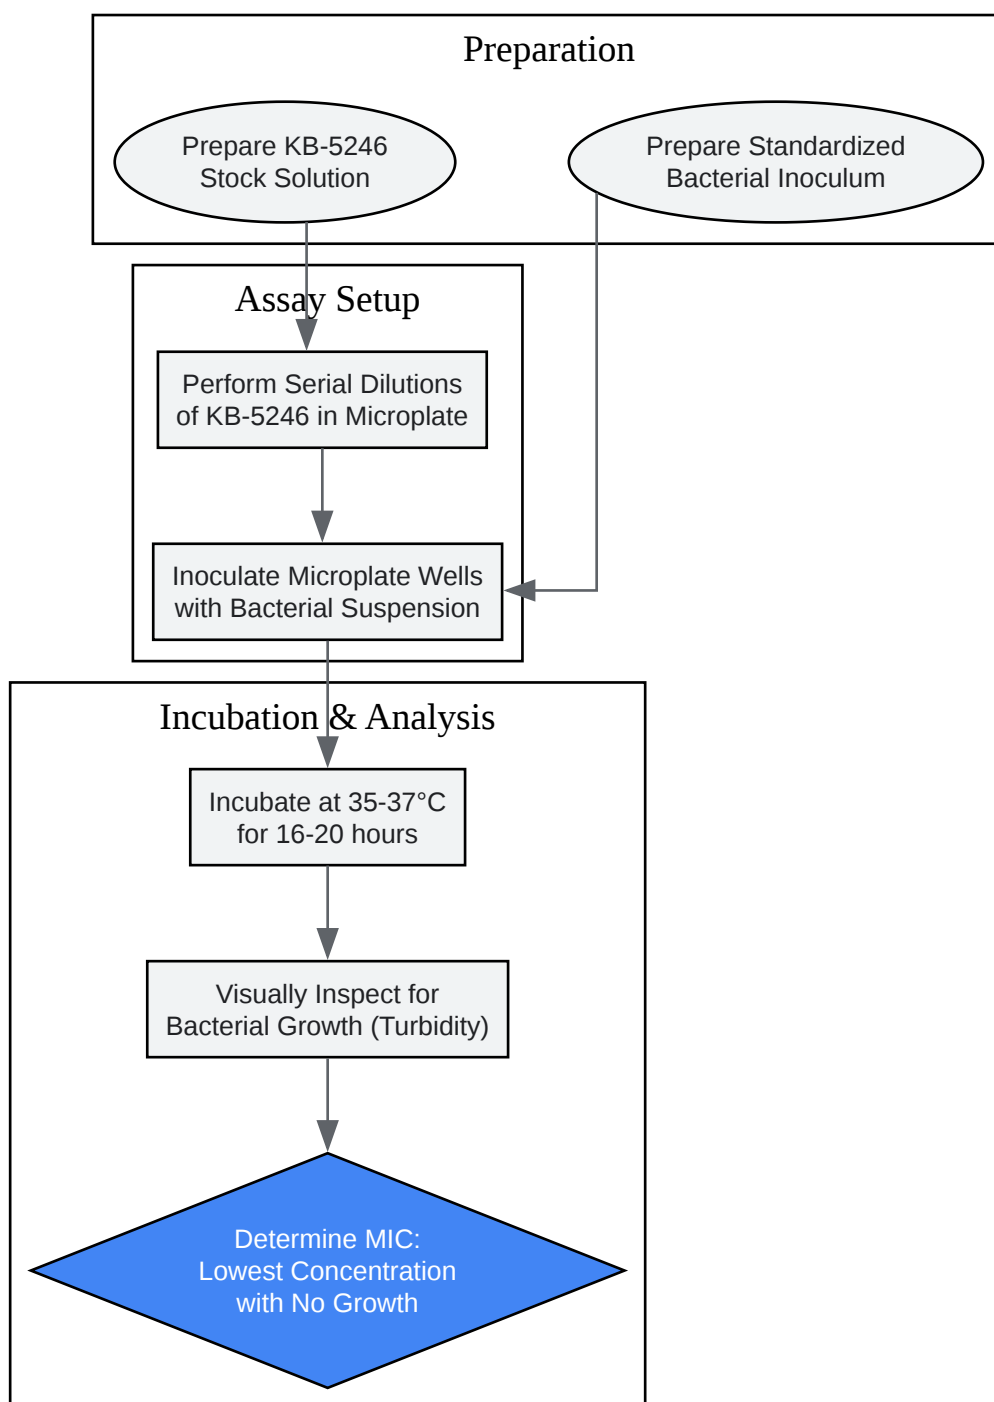 Preparation
Prepare KB-5246
Stock Solution
Prepare Standardized
Bacterial Inoculum
Assay Setup
Perform Serial Dilutions
of KB-5246 in Microplate
Inoculate Microplate Wells
with Bacterial Suspension
Incubation & Analysis
Incubate at 35-37°C
for 16-20 hours
Visually Inspect for
Bacterial Growth (Turbidity)
Determine MIC:
Lowest Concentration
with No Growth